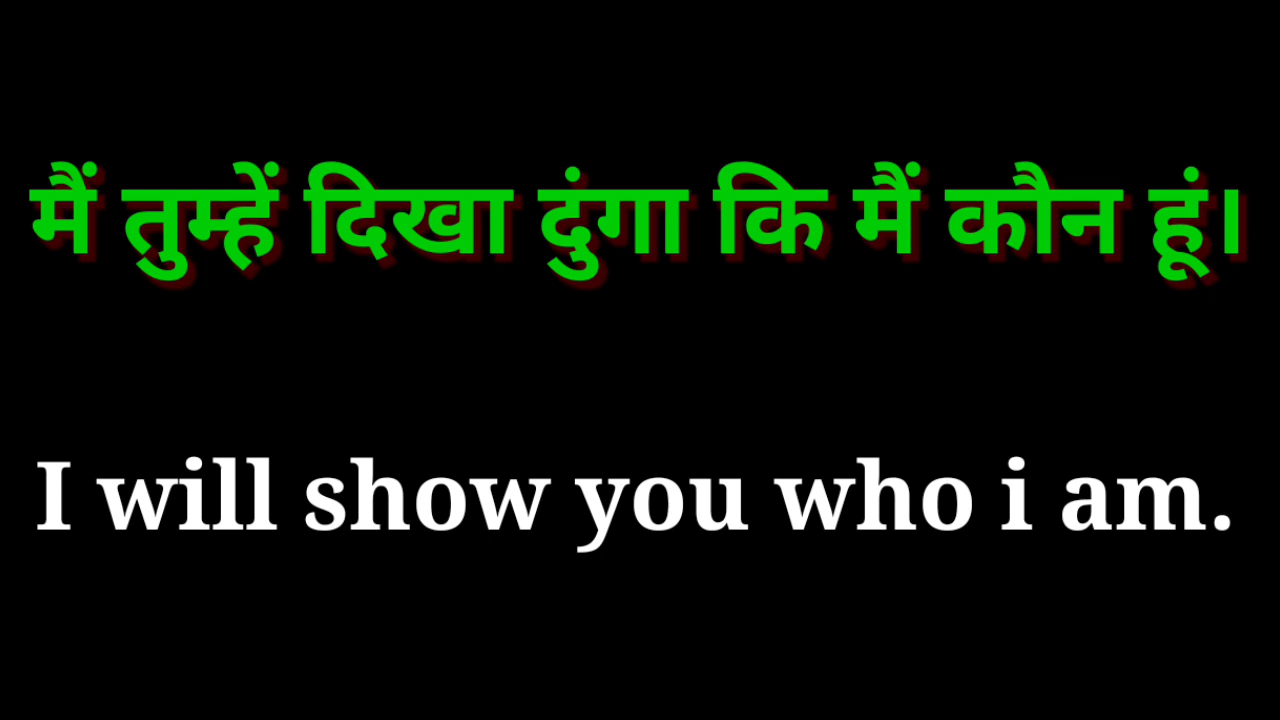 मैं तुम्हें दिखा दुंगा कि मैं कौन हूं।
I will show you who i am.